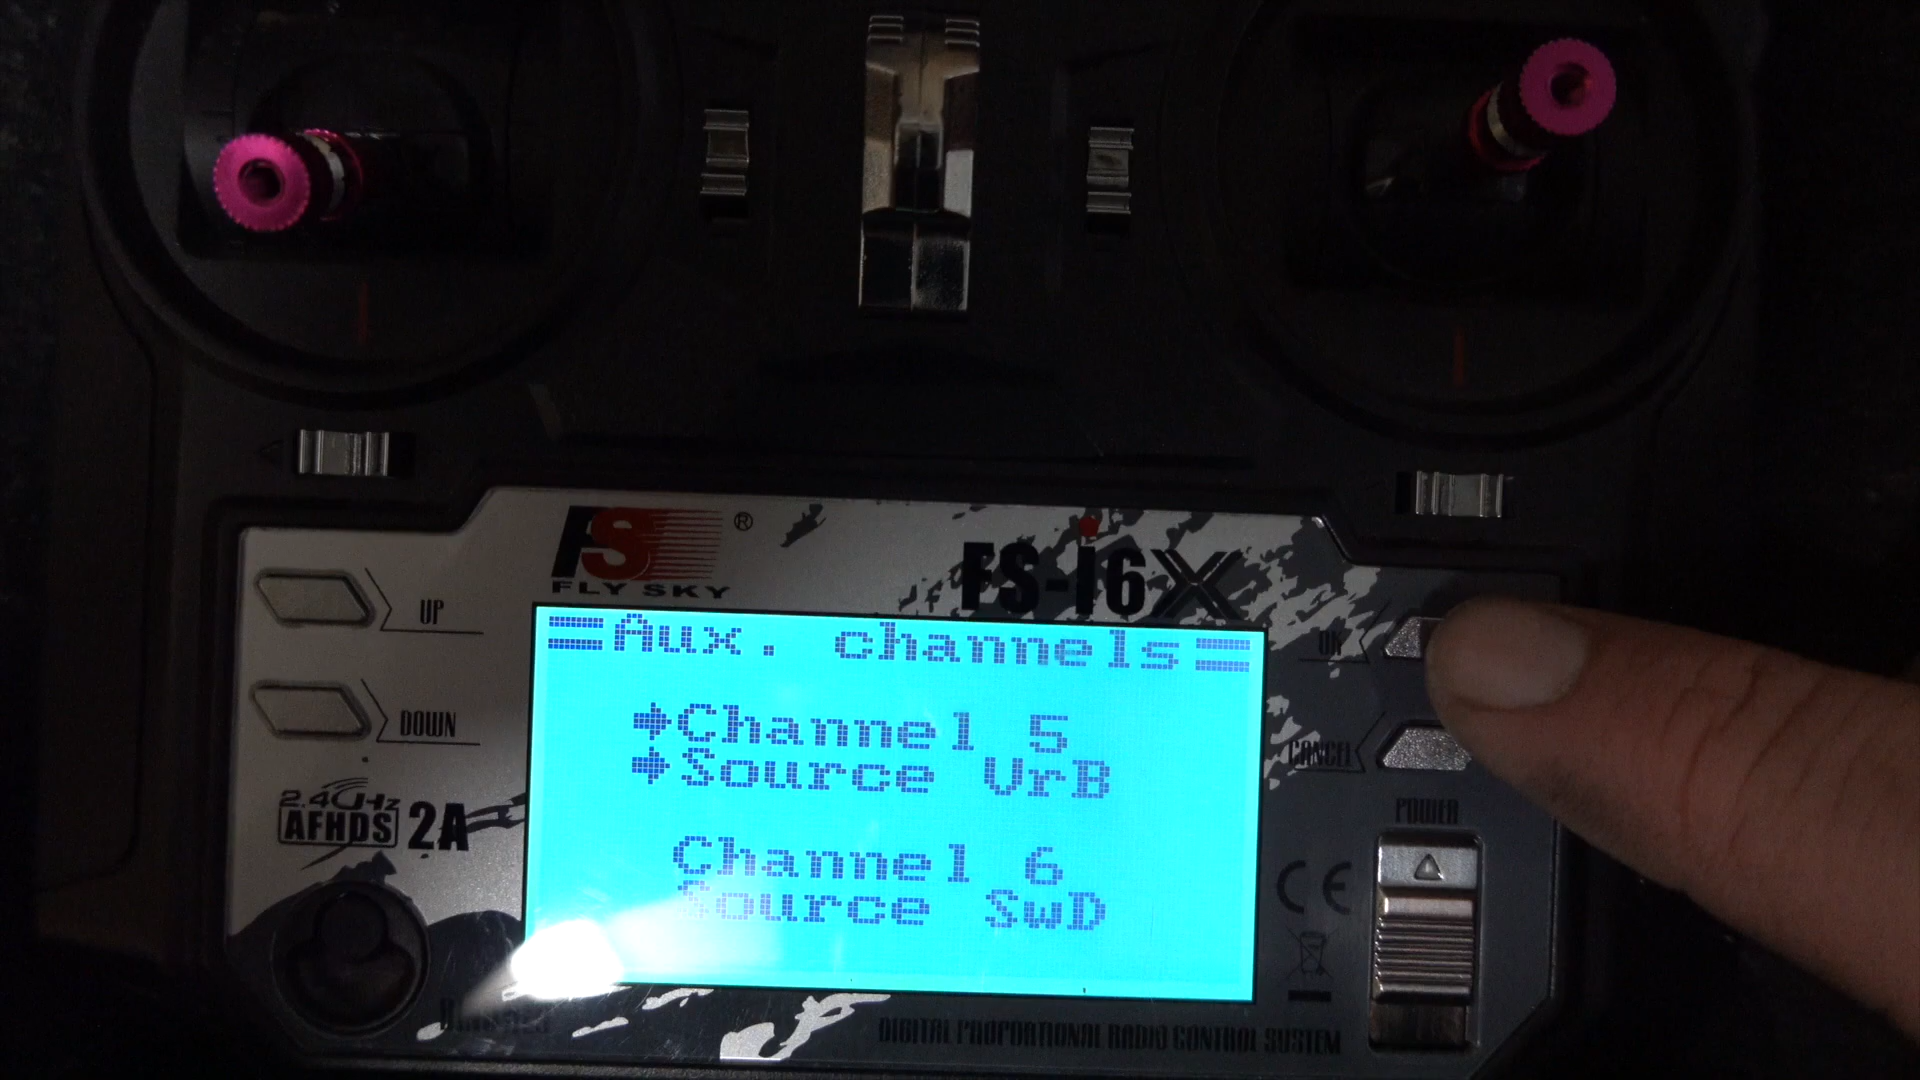 FS
®
FLY SKY
FS-i6X
UP
DOWN
OK
CANCEL
POWER
=Aux. channels=
Channel 5
Source VrB
Channel 6
Source SwD
2.4GHz
AFHDS 2A
CE
DIGITAL PROPORTIONAL RADIO CONTROL SYSTEM